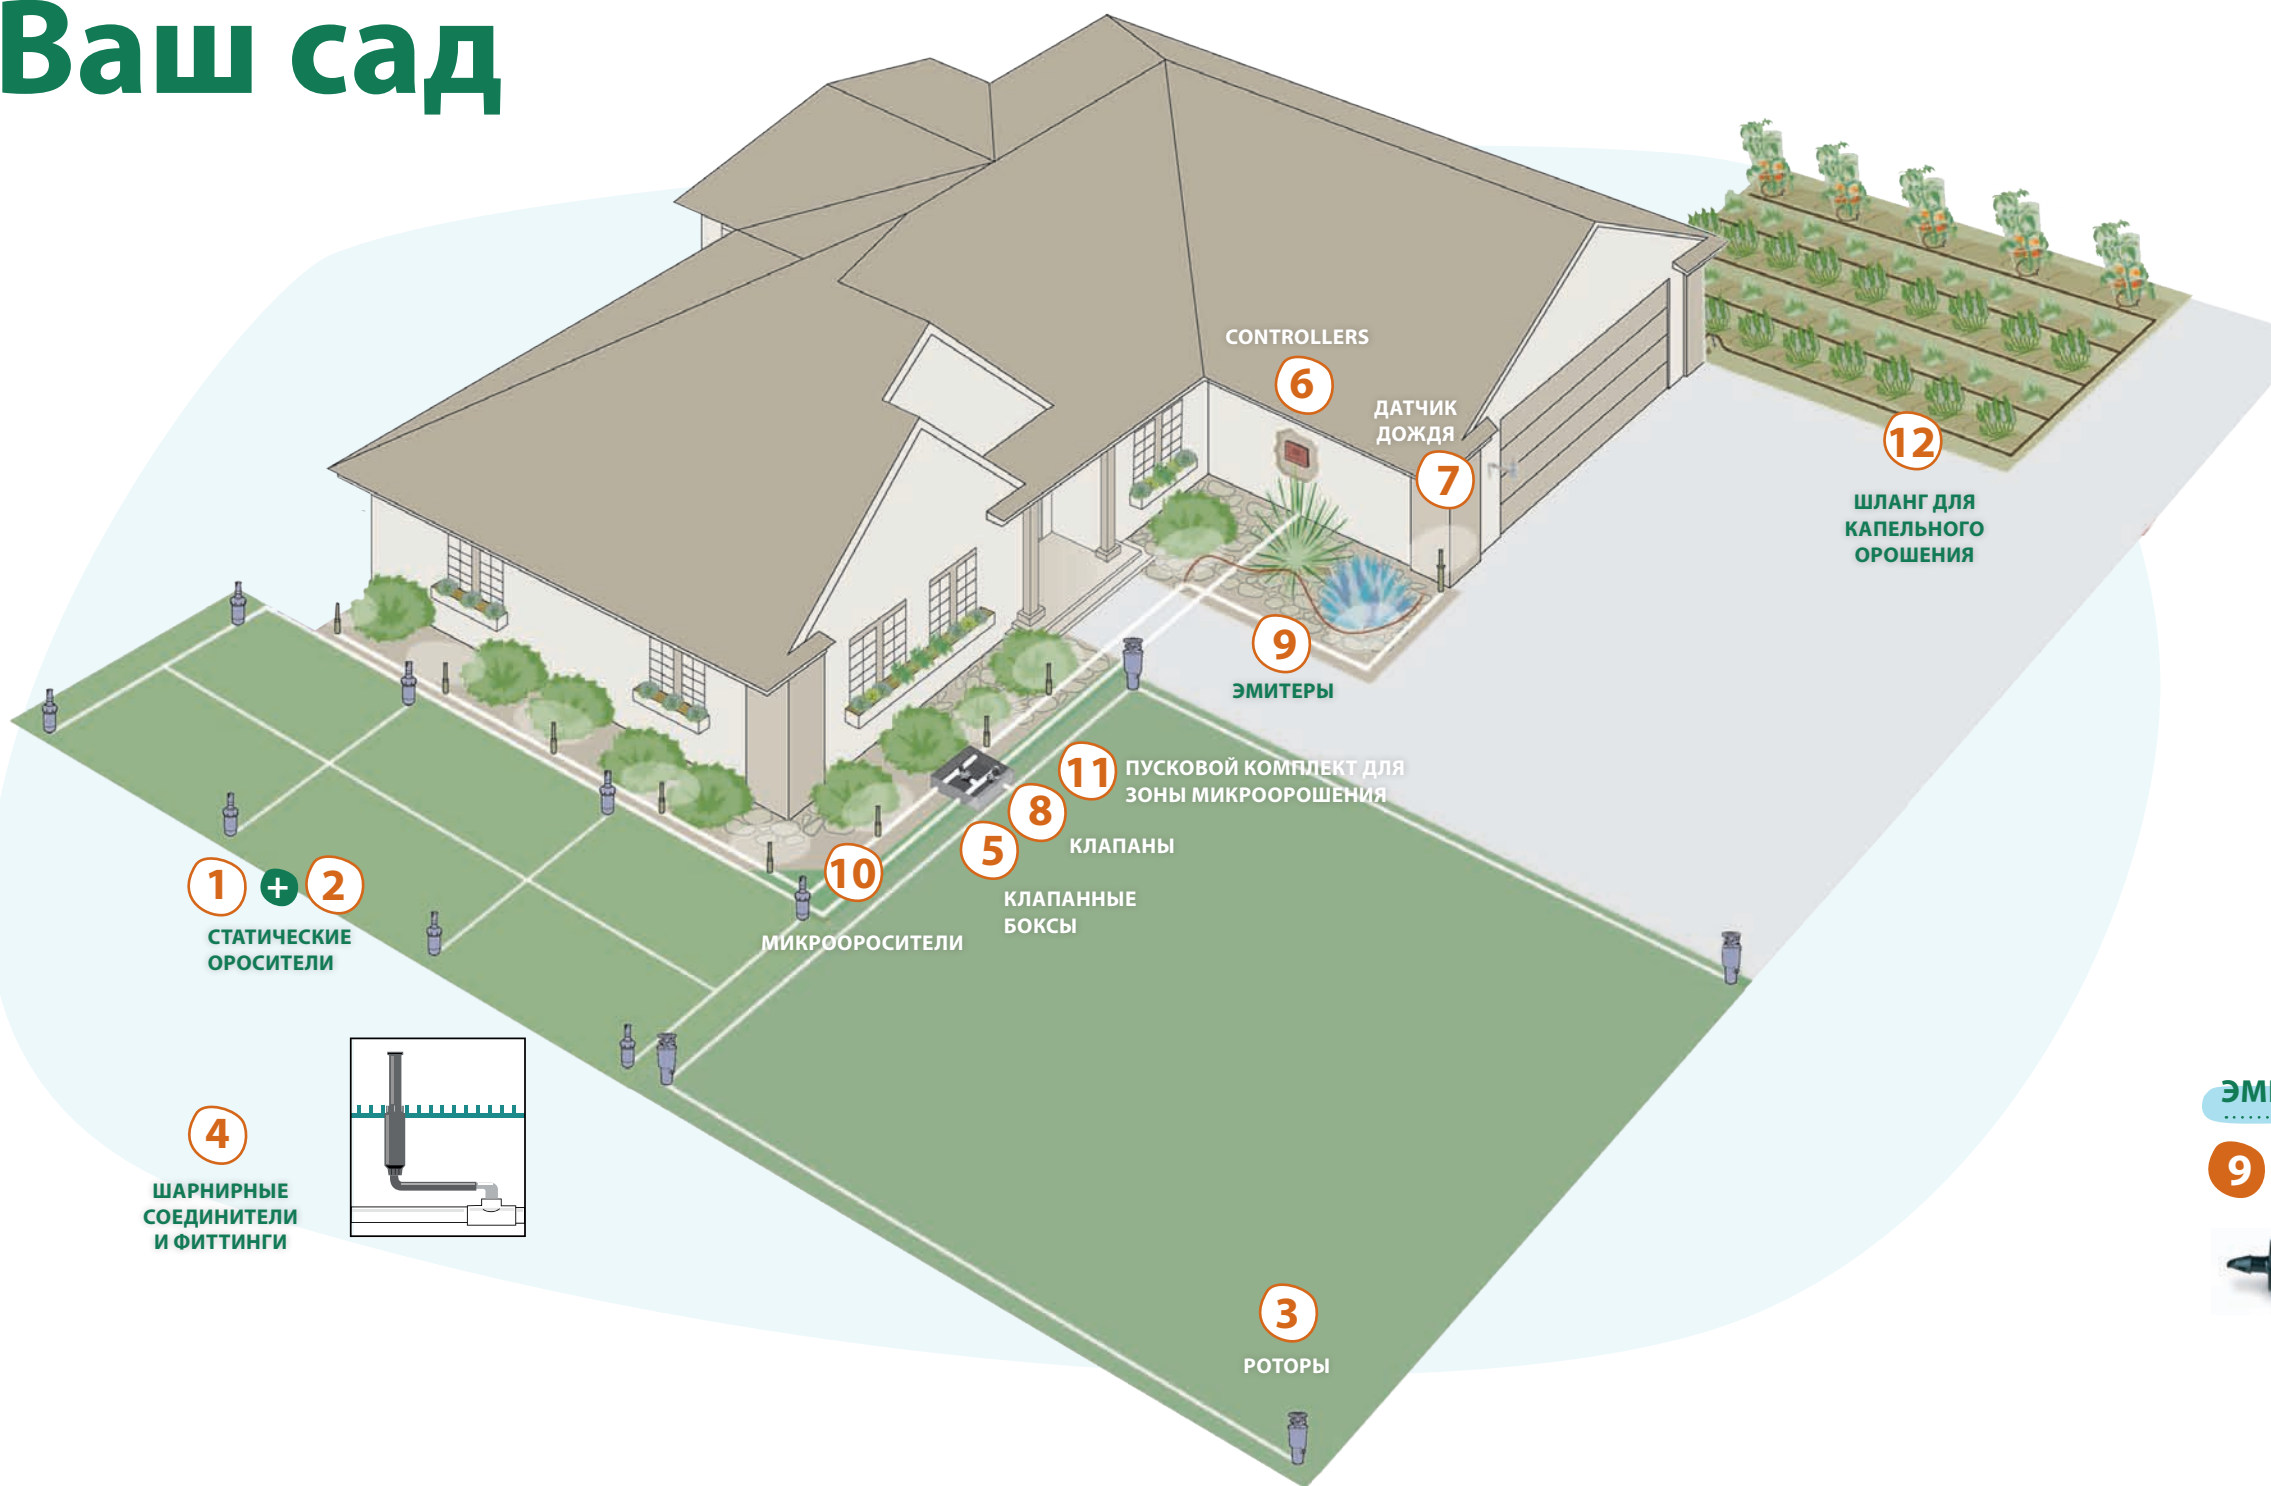 Ваш сад
CONTROLLERS
6
ДАТЧИК
ДОЖДЯ
7
12
ШЛАНГ ДЛЯ
КАПЕЛЬНОГО
ОРОШЕНИЯ
9
ЭМИТЕРЫ
11
ПУСКОВОЙ КОМПЛЕКТ ДЛЯ
ЗОНЫ МИКРООРОШЕНИЯ
8
КЛАПАНЫ
5
КЛАПАННЫЕ
БОКСЫ
10
МИКРООРОСИТЕЛИ
1 + 2
СТАТИЧЕСКИЕ
ОРОСИТЕЛИ
4
ШАРНИРНЫЕ
СОЕДИНИТЕЛИ
И ФИТТИНГИ
3
РОТОРЫ
9